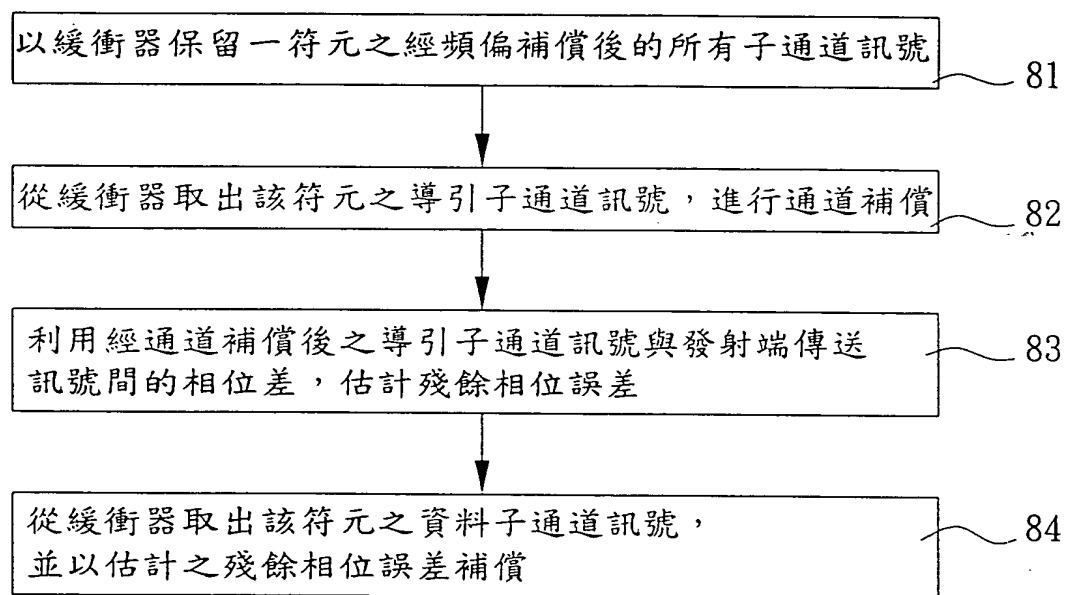 以緩衝器保留一符元之經頻偏補償後的所有子通道訊號
81
從緩衝器取出該符元之導引子通道訊號，進行通道補償
82
利用經通道補償後之導引子通道訊號與發射端傳送
訊號間的相位差，估計殘餘相位誤差
83
從緩衝器取出該符元之資料子通道訊號，
並以估計之殘餘相位誤差補償
84